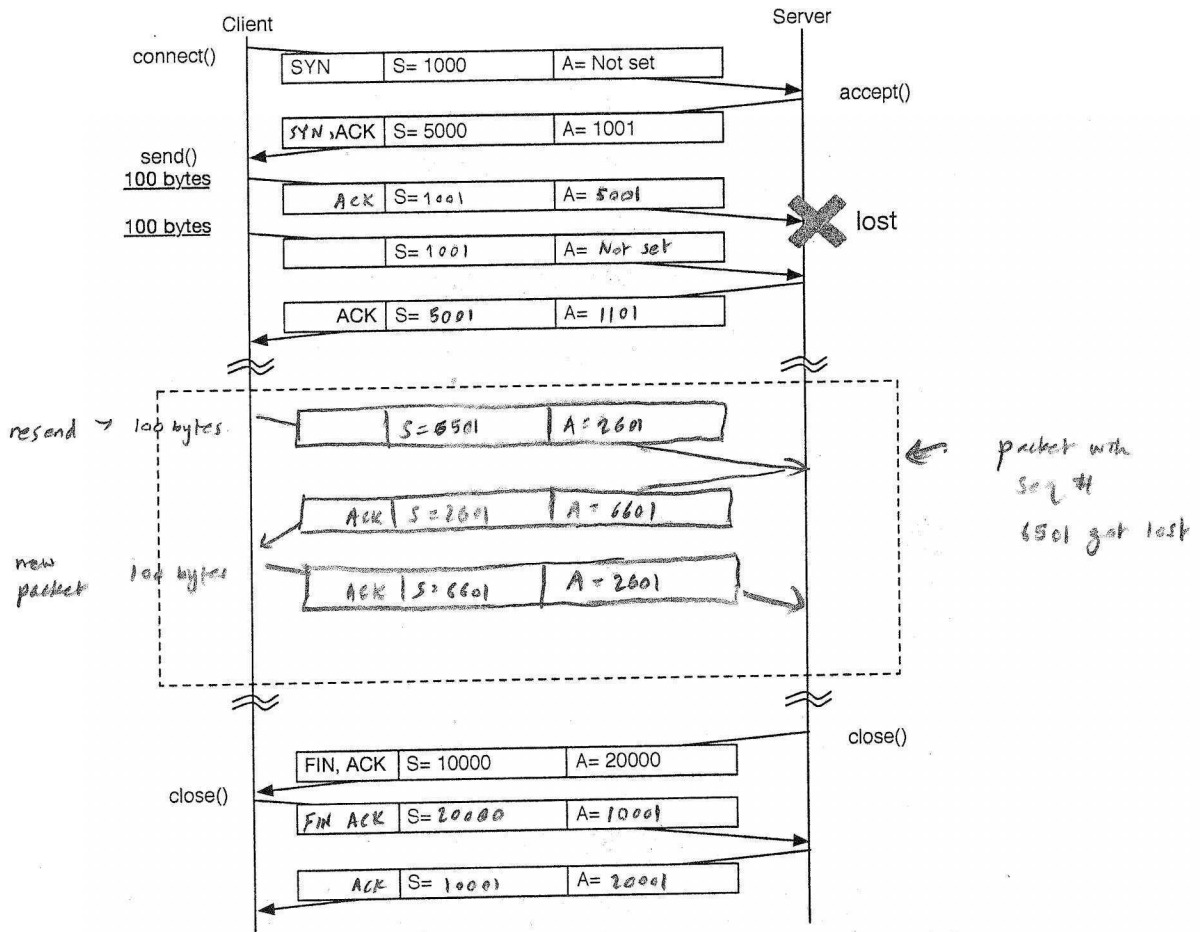 Client
Server
connect()
SYN S= 1000 A= Not set
accept()
SYN, ACK S= 5000 A= 1001
send()
100 bytes
ACK S= 1001 A= 5001
lost
100 bytes
S= 1001 A= Not set
ACK S= 5001 A= 1101
resend → 100 bytes S = 6501 A = 2601
packet with
seq #
6501 got lost
ACK S = 2601 A = 6601
new
packet 100 bytes ACK S = 6601 A = 2601
close()
FIN, ACK S= 10000 A= 20000
close()
FIN ACK S= 20000 A= 10001
ACK S= 10001 A= 20001